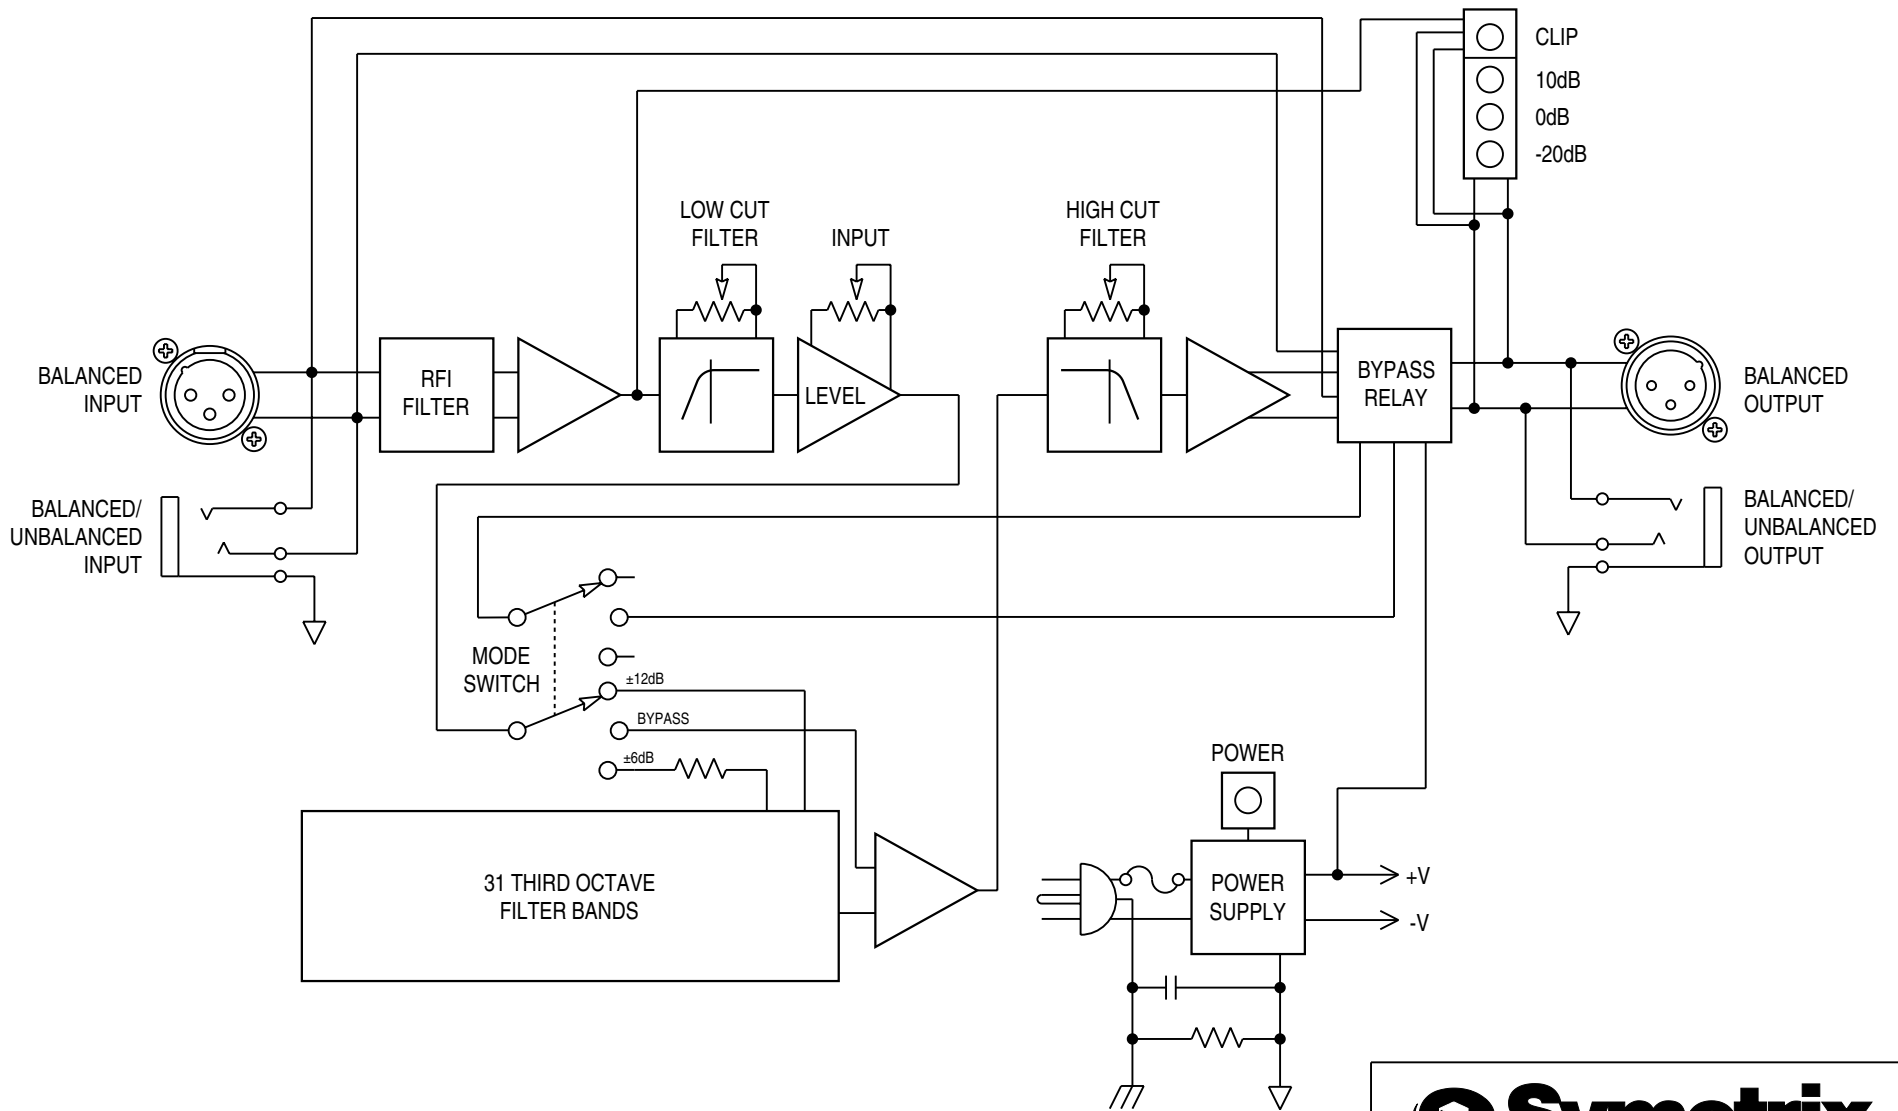 CLIP
10dB
0dB
-20dB
LOW CUT
FILTER
INPUT
HIGH CUT
FILTER
BALANCED
INPUT
RFI
FILTER
LEVEL
BYPASS
RELAY
BALANCED
OUTPUT
BALANCED/
UNBALANCED
INPUT
BALANCED/
UNBALANCED
OUTPUT
MODE
SWITCH
±12dB
BYPASS
±6dB
31 THIRD OCTAVE
FILTER BANDS
POWER
POWER
SUPPLY
+V
-V
Symetrix